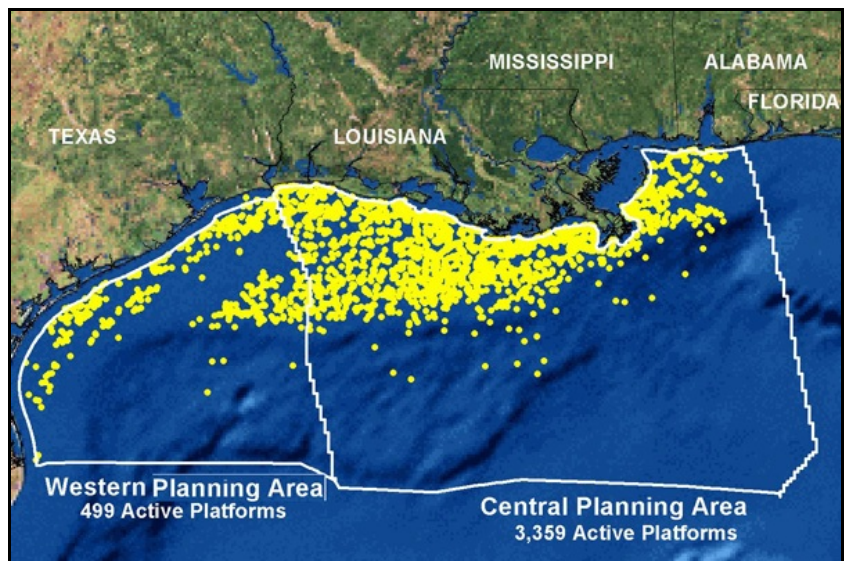 MISSISSIPPI
ALABAMA
FLORIDA
TEXAS
LOUISIANA
Western Planning Area
499 Active Platforms
Central Planning Area
3,359 Active Platforms